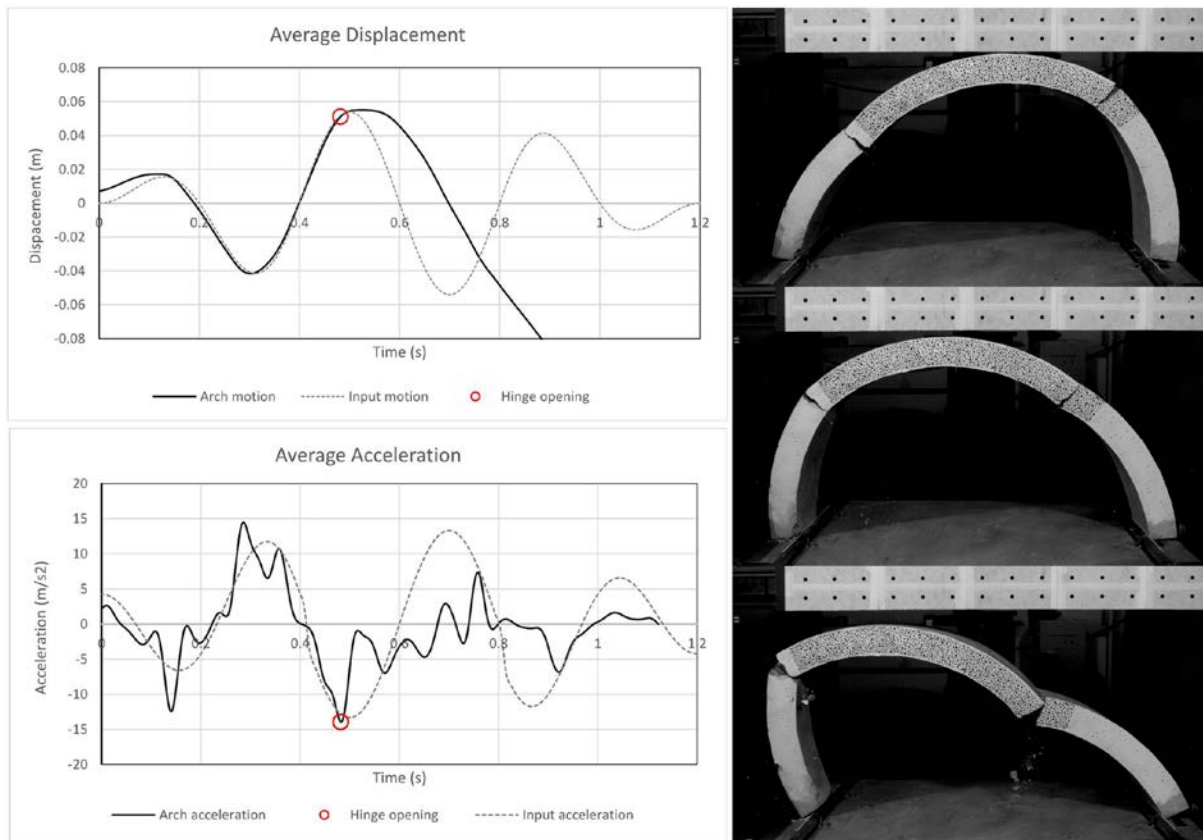 Average Displacement
0.08
0.06
0.04
0.02
0
-0.02
-0.04
-0.06
-0.08
Dispacement (m)
0 0.2 0.4 0.6 0.8 1 1.2
Time (s)
Arch motion Input motion Hinge opening
Average Acceleration
20
15
10
5
0
-5
-10
-15
-20
Acceleration (m/s2)
0 0.2 0.4 0.6 0.8 1 1.2
Time (s)
Arch acceleration Hinge opening Input acceleration